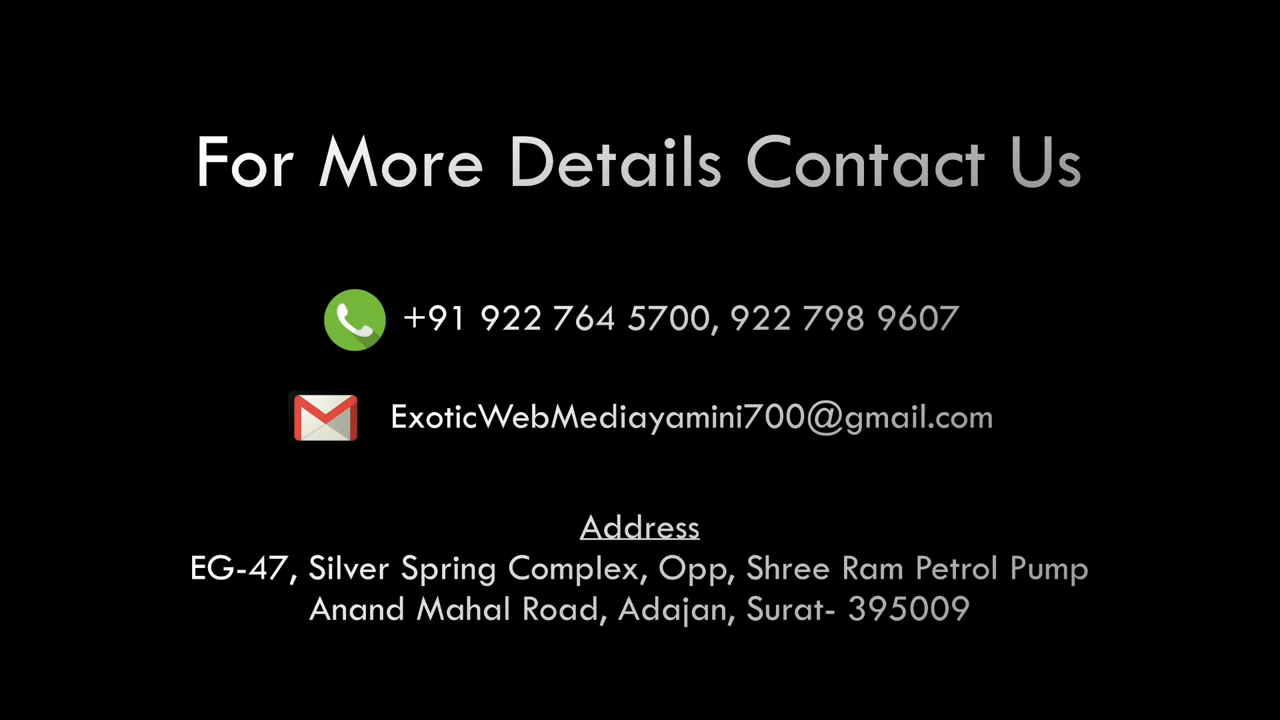 For More Details Contact Us
+91 922 764 5700, 922 798 9607
ExoticWebMediayamini700@gmail.com
Address
EG-47, Silver Spring Complex, Opp, Shree Ram Petrol Pump
Anand Mahal Road, Adajan, Surat- 395009